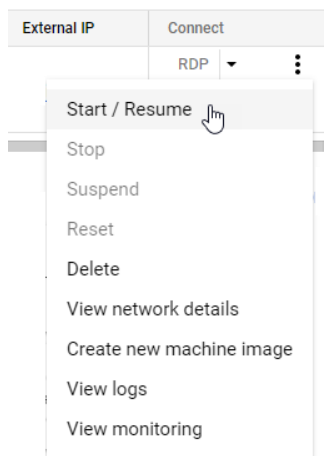 External IP Connect
RDP
Start / Resume
Stop
Suspend
Reset
Delete
View network details
Create new machine image
View logs
View monitoring